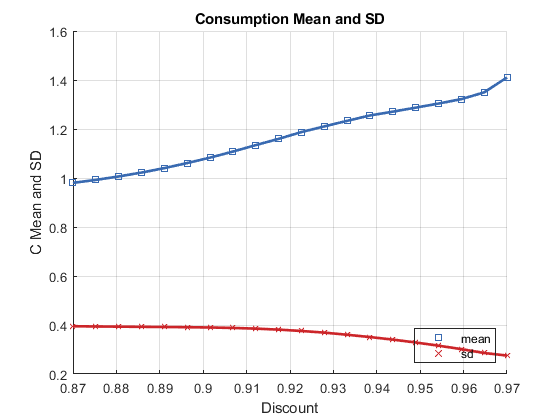 Consumption Mean and SD
C Mean and SD
1.6
1.4
1.2
1
0.8
0.6
0.4
0.2
mean
sd
0.87 0.88 0.89 0.9 0.91 0.92 0.93 0.94 0.95 0.96 0.97
Discount